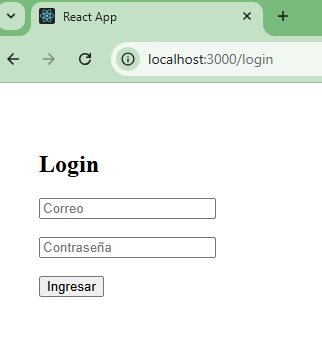 React App
localhost:3000/login
Login
Correo
Contraseña
Ingresar